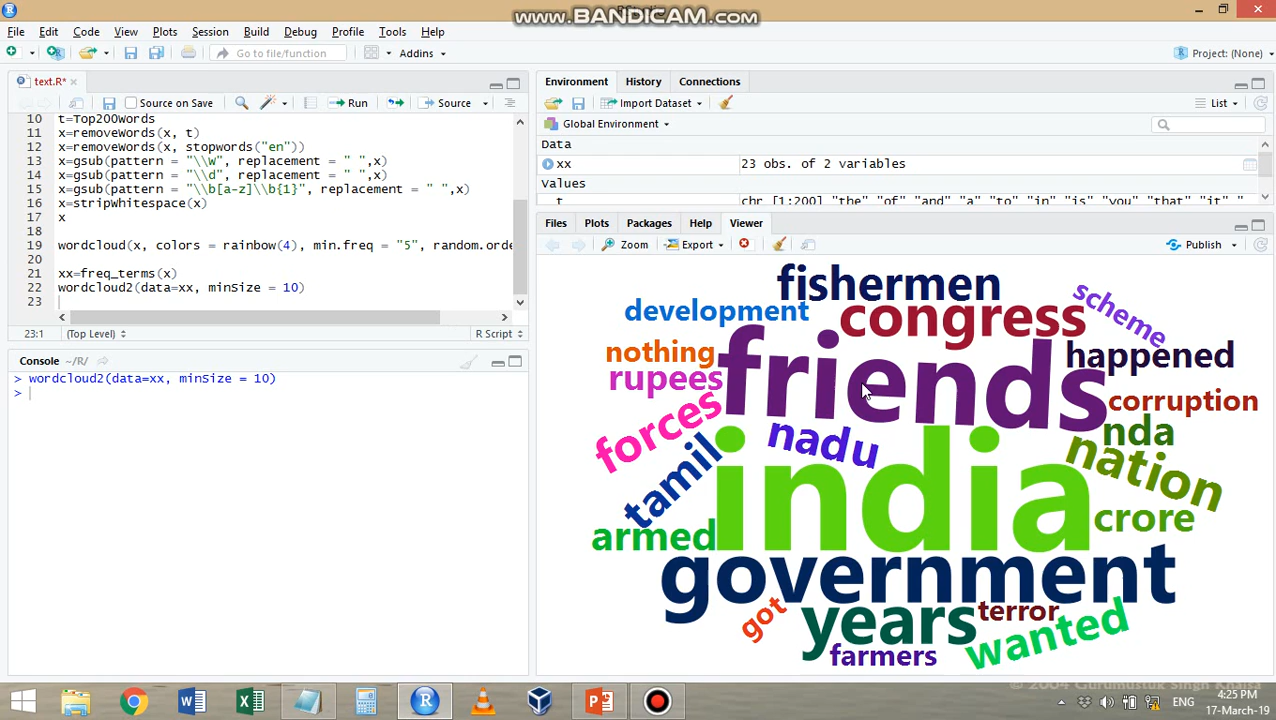 www.BANDICAM.com
File Edit Code View Plots Session Build Debug Profile Tools Help
Go to file/function Addins Project: (None)
text.R*
Source on Save Run Source
10 t=Top200Words
11 x=removeWords(x, t)
12 x=removeWords(x, stopwords("en"))
13 x=gsub(pattern = "\\W", replacement = " ",x)
14 x=gsub(pattern = "\\d", replacement = " ",x)
15 x=gsub(pattern = "\\b[a-z]\\b{1}", replacement = " ",x)
16 x=stripWhitespace(x)
17 x
18
19 wordcloud(x, colors = rainbow(4), min.freq = "5", random.orde
20
21 xx=freq_terms(x)
22 wordcloud2(data=xx, minSize = 10)
23
23:1 (Top Level) R Script
Console ~/R/
> wordcloud2(data=xx, minSize = 10)
>
Environment History Connections
Import Dataset List
Global Environment
Data
xx 23 obs. of 2 variables
Values
t chr [1:200] "the" "of" "and" "a" "to" "in" "is" "you" "that" "it" "
Files Plots Packages Help Viewer
Zoom Export Publish
fishermen
scheme
development
congress
nothing
friends
happened
rupees
corruption
forces
nadu
nda
nation
tamil
india
crore
armed
government
got
years
terror
wanted
farmers
© 2004 Gurumustuk Singh Khalsa
ENG
4:25 PM
17-March-19